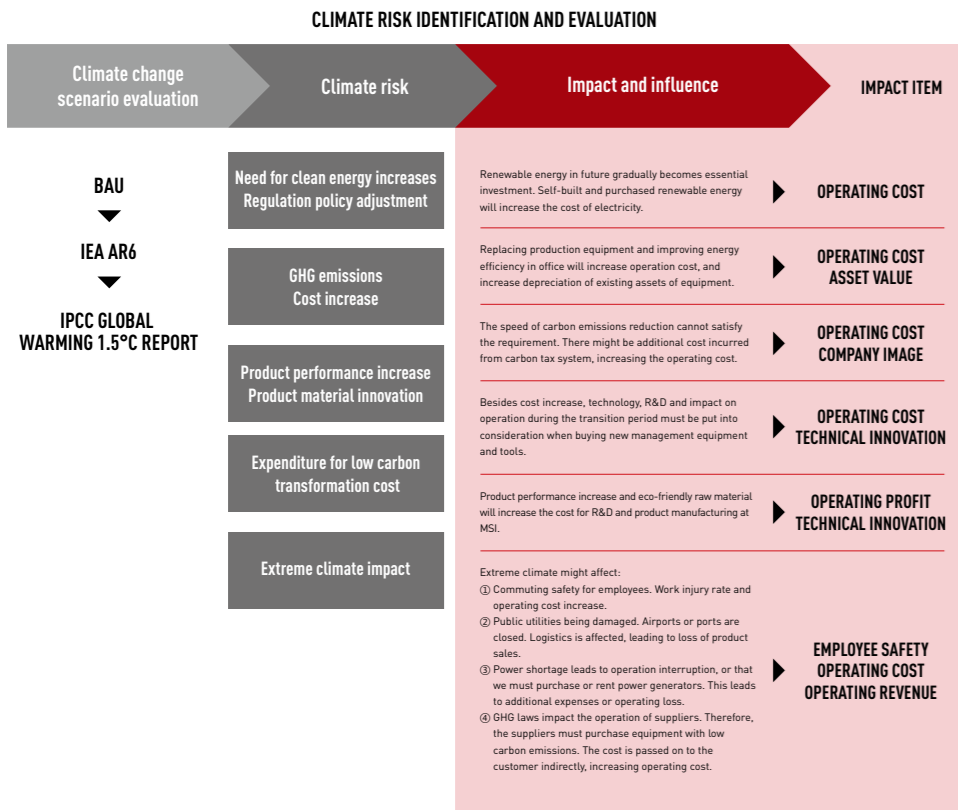 CLIMATE RISK IDENTIFICATION AND EVALUATION
Climate change
scenario evaluation
Climate risk
Impact and influence
IMPACT ITEM
BAU
IEA AR6
IPCC GLOBAL
WARMING 1.5°C REPORT
Need for clean energy increases
Regulation policy adjustment
GHG emissions
Cost increase
Product performance increase
Product material innovation
Expenditure for low carbon
transformation cost
Extreme climate impact
Renewable energy in future gradually becomes essential
investment. Self-built and purchased renewable energy
will increase the cost of electricity.
OPERATING COST
Replacing production equipment and improving energy
efficiency in office will increase operation cost, and
increase depreciation of existing assets of equipment.
OPERATING COST
ASSET VALUE
The speed of carbon emissions reduction cannot satisfy
the requirement. There might be additional cost incurred
from carbon tax system, increasing the operating cost.
OPERATING COST
COMPANY IMAGE
Besides cost increase, technology, R&D and impact on
operation during the transition period must be put into
consideration when buying new management equipment
and tools.
OPERATING COST
TECHNICAL INNOVATION
Product performance increase and eco-friendly raw material
will increase the cost for R&D and product manufacturing at
MSI.
OPERATING PROFIT
TECHNICAL INNOVATION
Extreme climate might affect:
① Commuting safety for employees. Work injury rate and
operating cost increase.
② Public utilities being damaged. Airports or ports are
closed. Logistics is affected, leading to loss of product
sales.
③ Power shortage leads to operation interruption, or that
we must purchase or rent power generators. This leads
to additional expenses or operating loss.
④ GHG laws impact the operation of suppliers. Therefore,
the suppliers must purchase equipment with low
carbon emissions. The cost is passed on to the
customer indirectly, increasing operating cost.
EMPLOYEE SAFETY
OPERATING COST
OPERATING REVENUE